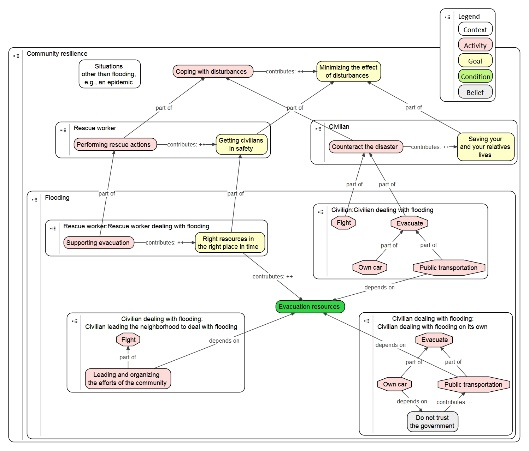 Legend
Context
Activity
Goal
Condition
Belief
Community resilience
Situations
other than flooding,
e.g., an epidemic
Coping with disturbances
contributes: ++
Minimizing the effect
of disturbances
part of
part of
part of
part of
Rescue worker
Performing rescue actions
contributes: ++
Getting civilians
in safety
Civilian
Counteract the disaster
contributes: ++
Saving your
and your relatives
lives
part of
part of
part of
part of
Flooding
Rescue worker:Rescue worker dealing with flooding
Supporting evacuation
contributes: ++
Right resources in
the right place in time
Civilian:Civilian dealing with flooding
Fight
Evacuate
part of
part of
Own car
Public transportation
contributes: ++
depends on
Evacuation resources
Civilian dealing with flooding:
Civilian leading the neighborhood to deal with flooding
Fight
part of
Leading and organizing
the efforts of the community
depends on
Civilian dealing with flooding:
Civilian dealing with flooding on its own
Evacuate
depends on
part of
part of
Own car
Public transportation
depends on
contributes
Do not trust
the government